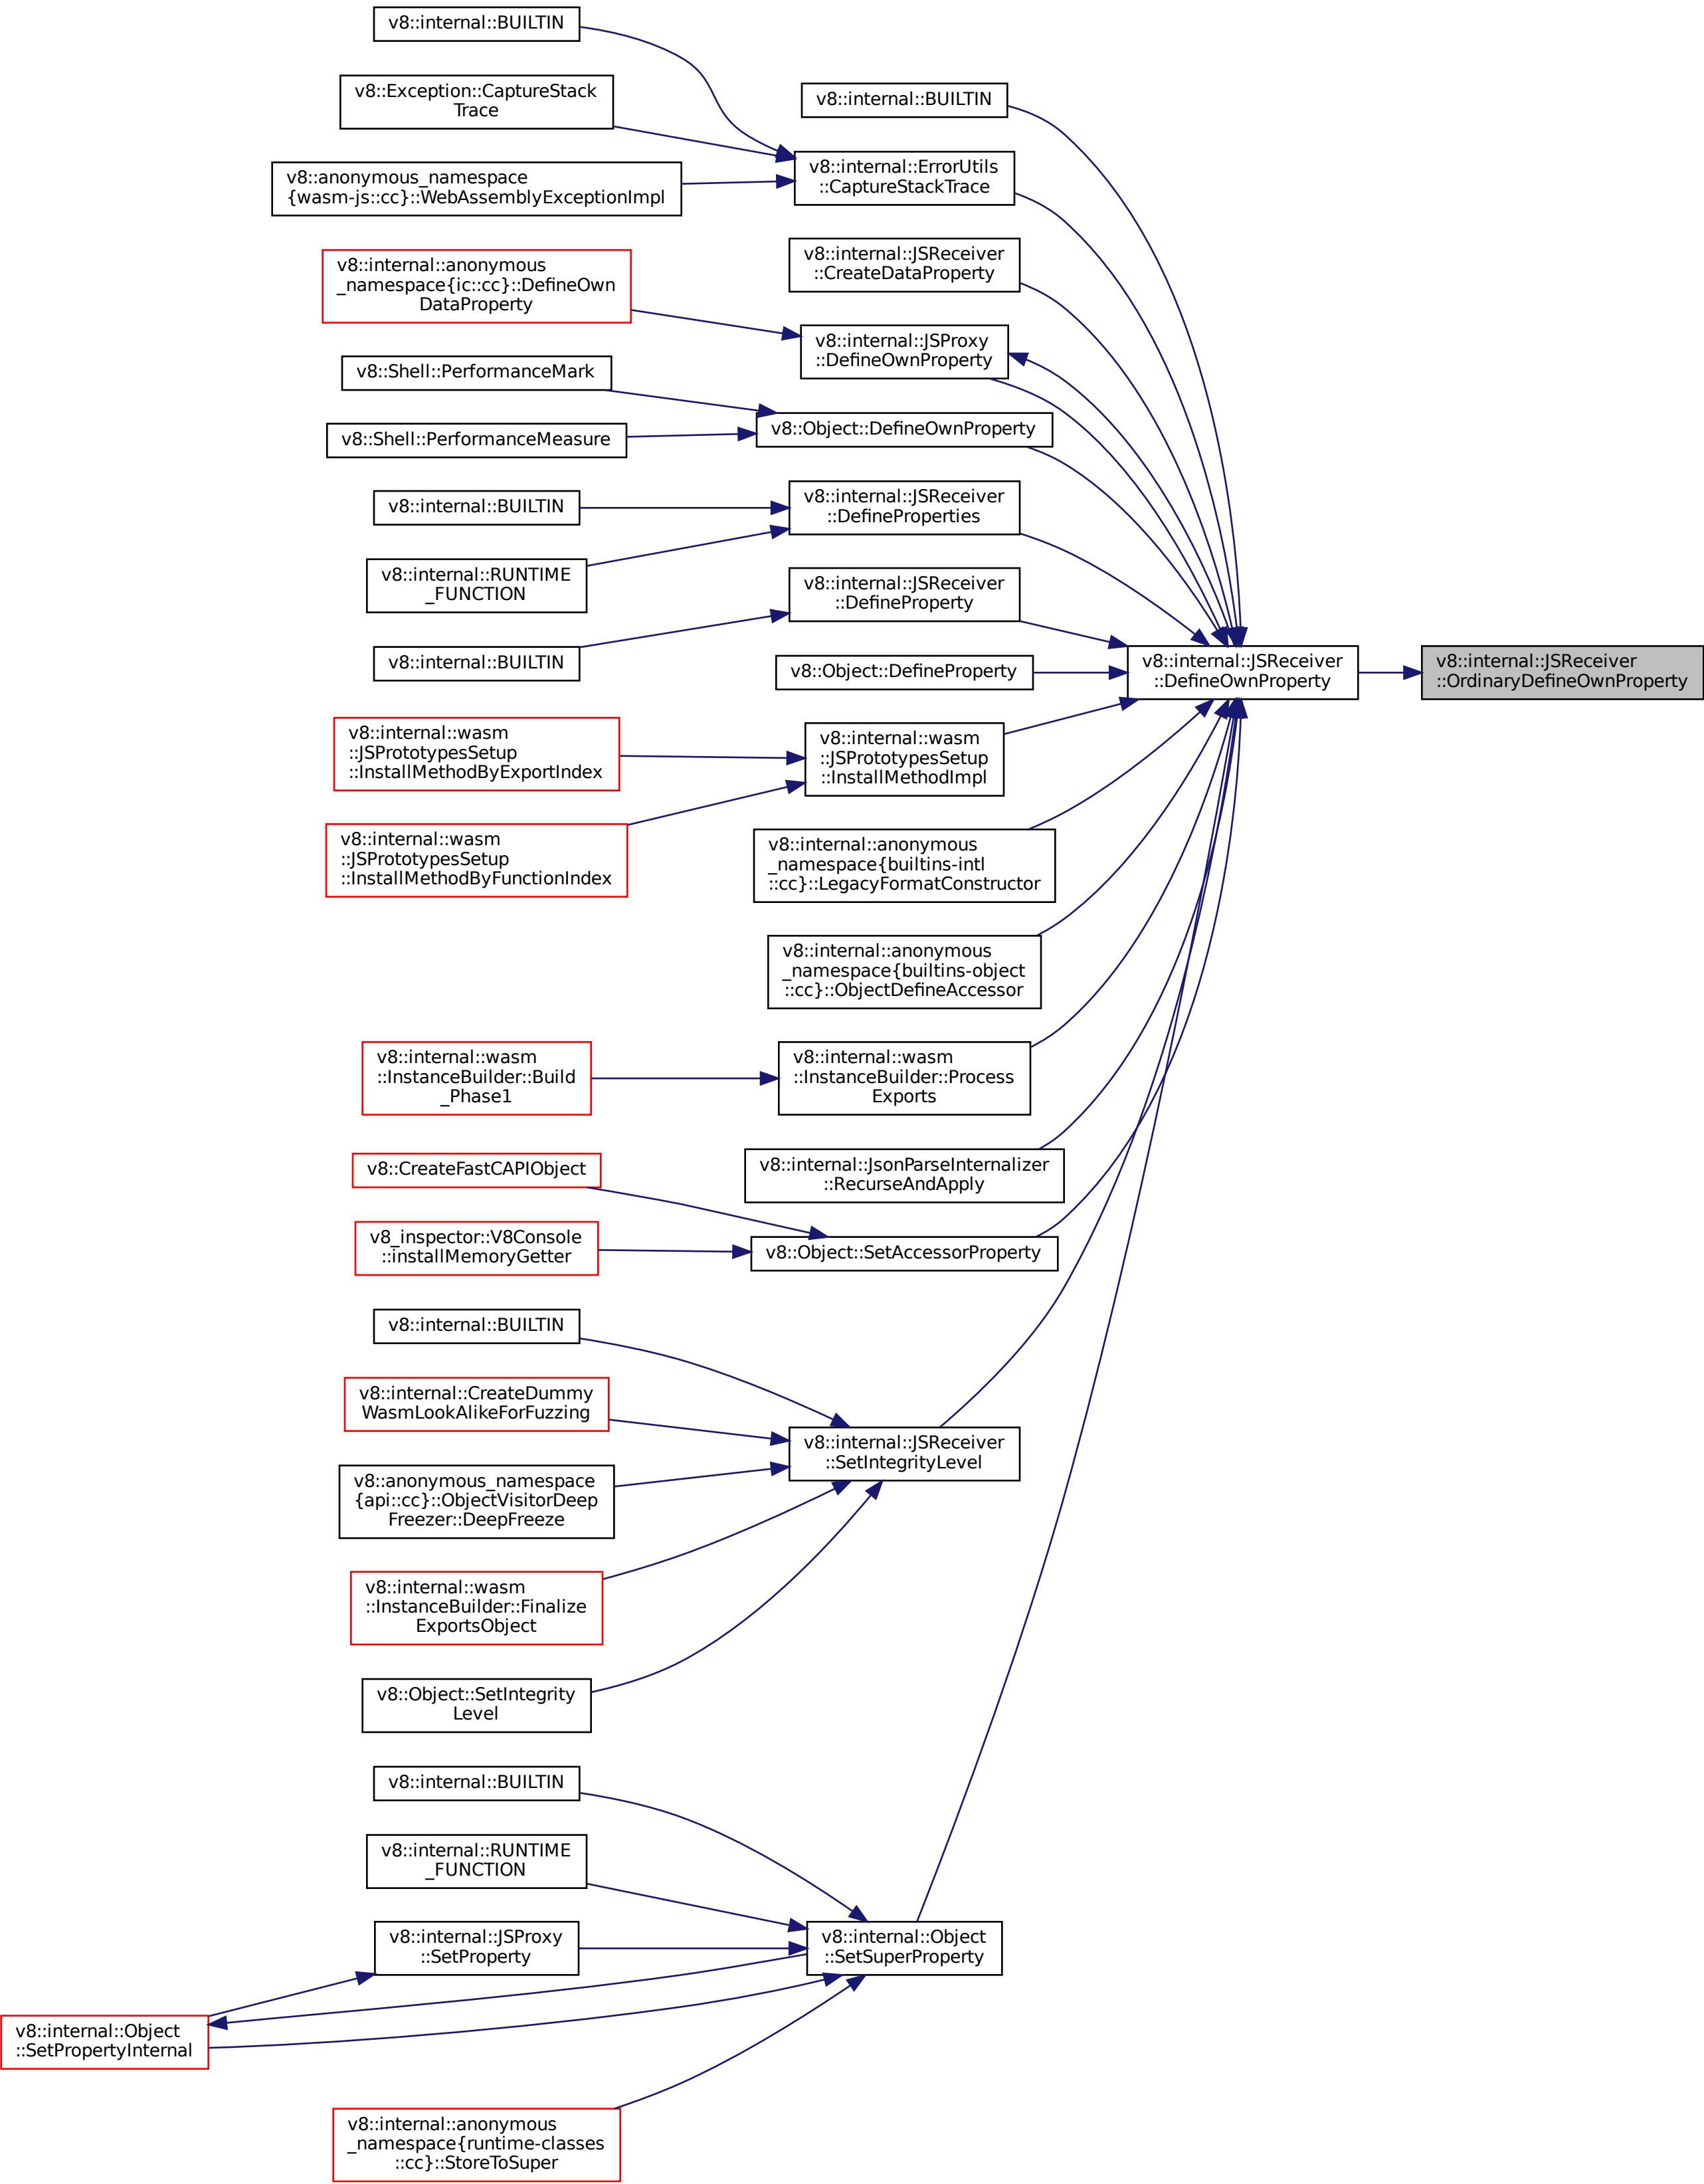 v8::internal::BUILTIN
v8::Exception::CaptureStack
Trace
v8::anonymous_namespace
{wasm-js::cc}::WebAssemblyExceptionImpl
v8::internal::anonymous
_namespace{ic::cc}::DefineOwn
DataProperty
v8::Shell::PerformanceMark
v8::Shell::PerformanceMeasure
v8::internal::BUILTIN
v8::internal::RUNTIME
_FUNCTION
v8::internal::BUILTIN
v8::internal::wasm
::JSPrototypesSetup
::InstallMethodByExportIndex
v8::internal::wasm
::JSPrototypesSetup
::InstallMethodByFunctionIndex
v8::internal::wasm
::InstanceBuilder::Build
_Phase1
v8::CreateFastCAPIObject
v8_inspector::V8Console
::installMemoryGetter
v8::internal::BUILTIN
v8::internal::CreateDummy
WasmLookAlikeForFuzzing
v8::anonymous_namespace
{api::cc}::ObjectVisitorDeep
Freezer::DeepFreeze
v8::internal::wasm
::InstanceBuilder::Finalize
ExportsObject
v8::Object::SetIntegrity
Level
v8::internal::BUILTIN
v8::internal::RUNTIME
_FUNCTION
v8::internal::JSProxy
::SetProperty
v8::internal::Object
::SetPropertyInternal
v8::internal::anonymous
_namespace{runtime-classes
::cc}::StoreToSuper
v8::internal::BUILTIN
v8::internal::ErrorUtils
::CaptureStackTrace
v8::internal::JSReceiver
::CreateDataProperty
v8::internal::JSProxy
::DefineOwnProperty
v8::Object::DefineOwnProperty
v8::internal::JSReceiver
::DefineProperties
v8::internal::JSReceiver
::DefineProperty
v8::Object::DefineProperty
v8::internal::wasm
::JSPrototypesSetup
::InstallMethodImpl
v8::internal::anonymous
_namespace{builtins-intl
::cc}::LegacyFormatConstructor
v8::internal::anonymous
_namespace{builtins-object
::cc}::ObjectDefineAccessor
v8::internal::wasm
::InstanceBuilder::Process
Exports
v8::internal::JsonParseInternalizer
::RecurseAndApply
v8::Object::SetAccessorProperty
v8::internal::JSReceiver
::SetIntegrityLevel
v8::internal::Object
::SetSuperProperty
v8::internal::JSReceiver
::DefineOwnProperty
v8::internal::JSReceiver
::OrdinaryDefineOwnProperty